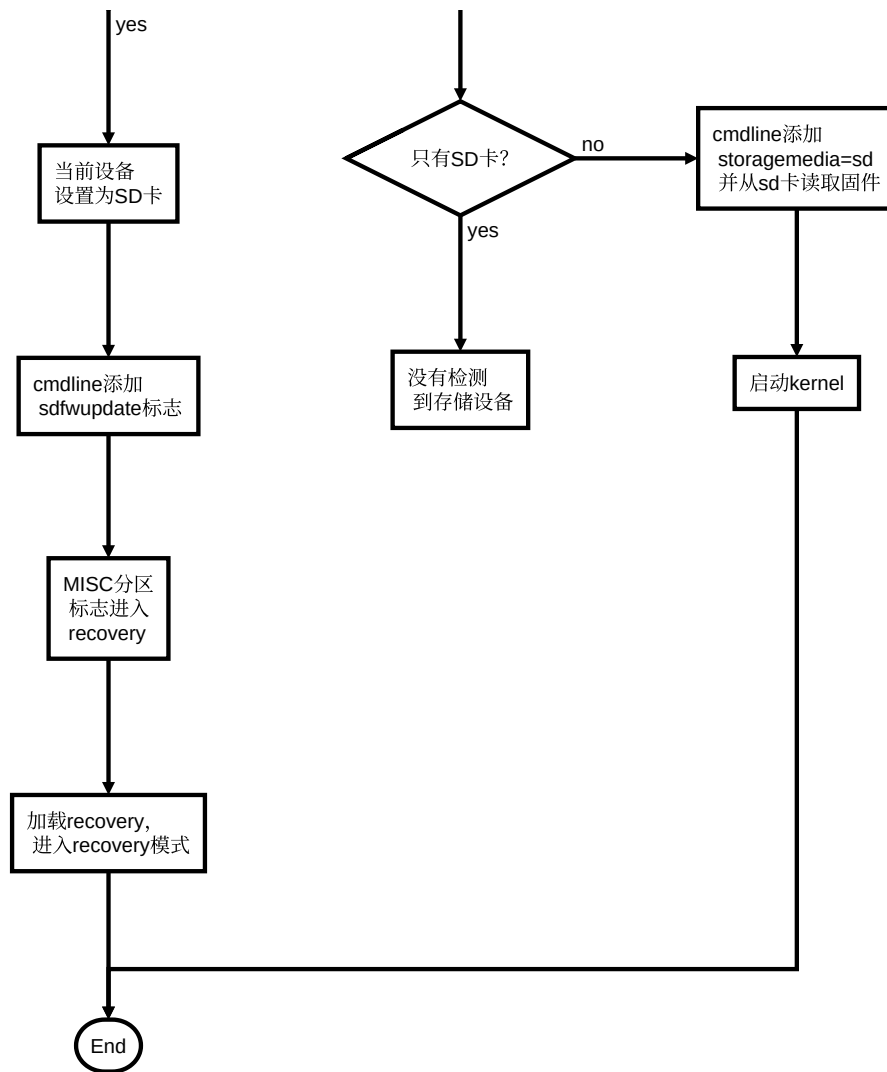 yes
当前设备
设置为SD卡
cmdline添加
sdfwupdate标志
MISC分区
标志进入
recovery
加载recovery，
进入recovery模式
End
只有SD卡？
no
yes
没有检测
到存储设备
cmdline添加
storagemedia=sd
并从sd卡读取固件
启动kernel